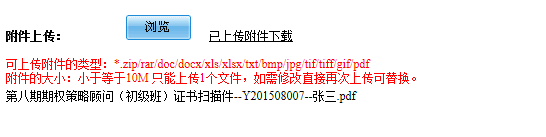 附件上传： 浏览 已上传附件下载
可上传附件的类型：*.zip/rar/doc/docx/xls/xlsx/txt/bmp/jpg/tif/tiff/gif/pdf
附件的大小：小于等于10M 只能上传1个文件，如需修改直接再次上传可替换。
第八期期权策略顾问（初级班）证书扫描件--Y201508007--张三.pdf